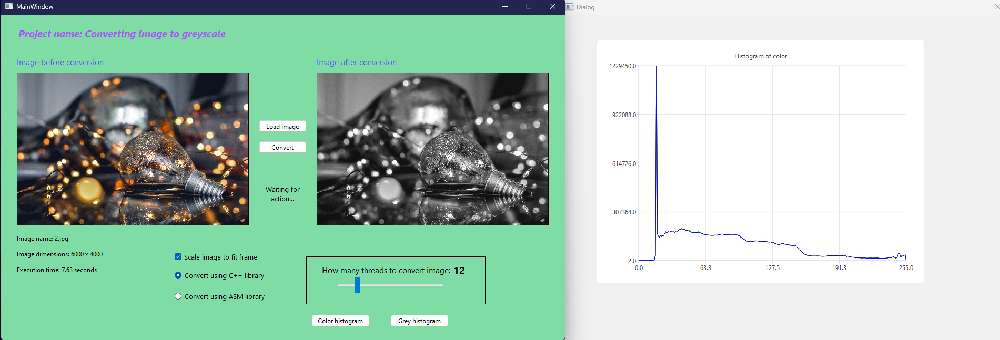 MainWindow
Project name: Converting image to greyscale
Image before conversion
Image after conversion
Load image
Convert
Waiting for
action...
Image name: 2.jpg
Image dimensions: 6000 x 4000
Execution time: 7.63 seconds
Scale image to fit frame
Convert using C++ library
Convert using ASM library
How many threads to convert image: 12
Color histogram
Grey histogram
Dialog
Histogram of color
1229450.0
922088.0
614726.0
307364.0
2.0
0.0 63.8 127.5 191.3 255.0